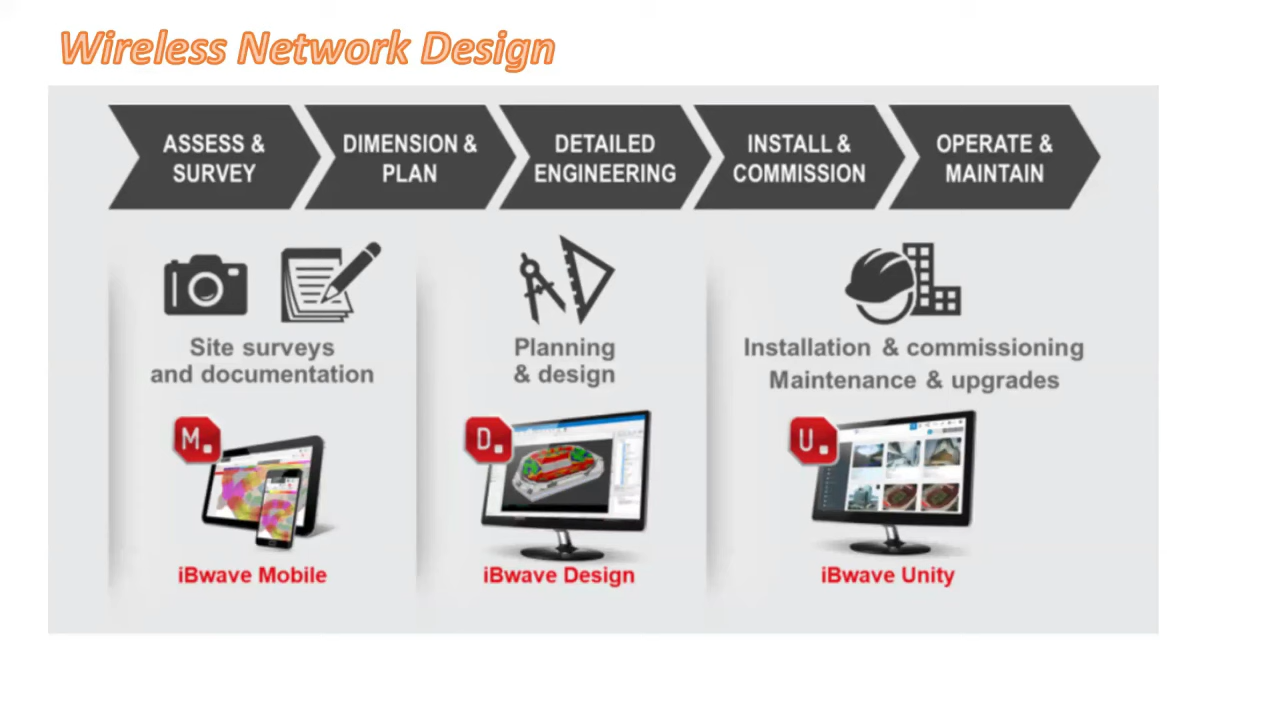 Wireless Network Design
ASSESS &
SURVEY
DIMENSION &
PLAN
DETAILED
ENGINEERING
INSTALL &
COMMISSION
OPERATE &
MAINTAIN
Site surveys
and documentation
Planning
& design
Installation & commissioning
Maintenance & upgrades
M.
D.
U.
iBwave Mobile
iBwave Design
iBwave Unity